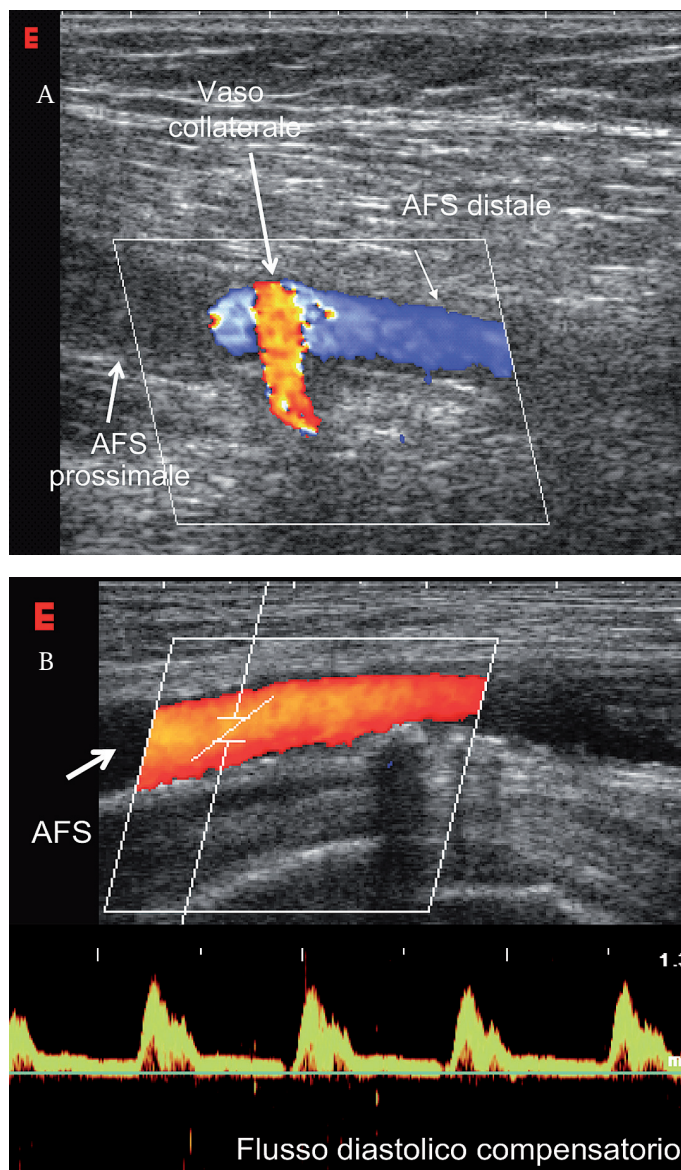 E
A
Vaso
collaterale
AFS distale
AFS
prossimale
E
B
AFS
Flusso diastolico compensatorio